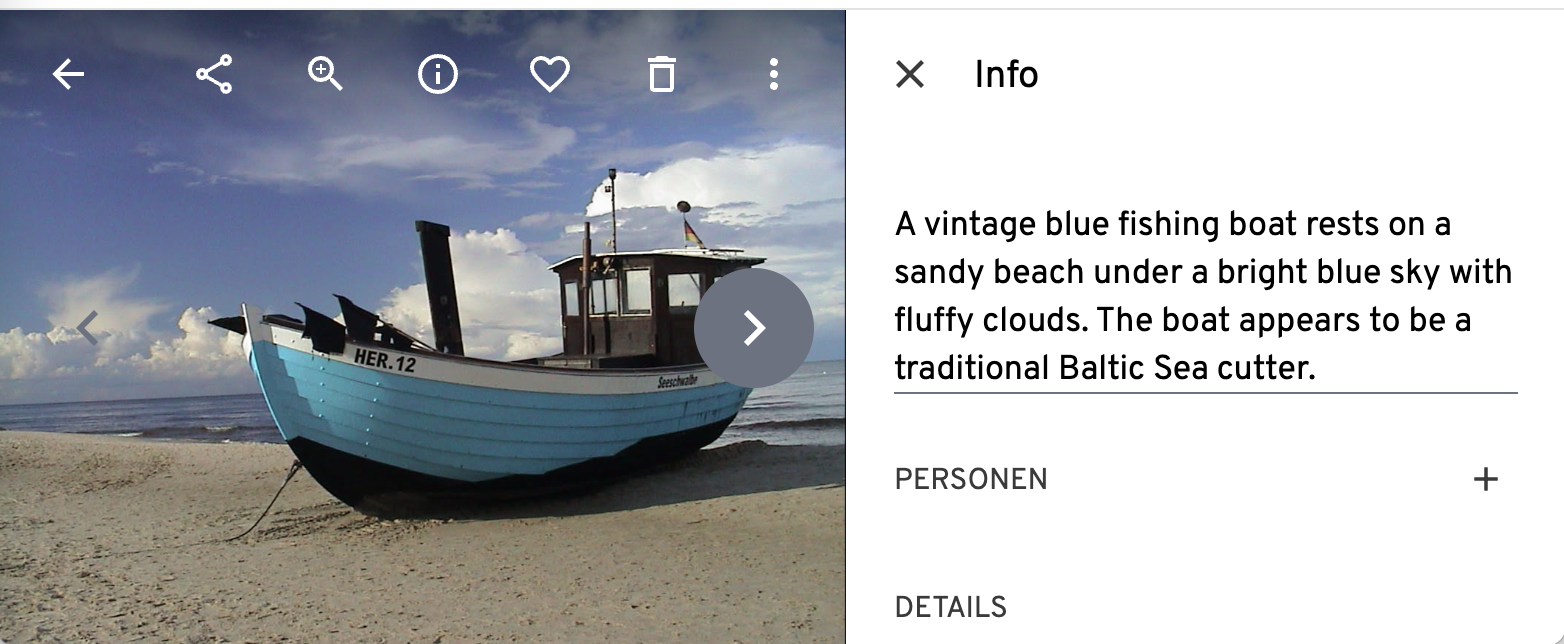 HER.12
Seeschwalbe
Info
A vintage blue fishing boat rests on a
sandy beach under a bright blue sky with
fluffy clouds. The boat appears to be a
traditional Baltic Sea cutter.
PERSONEN
DETAILS